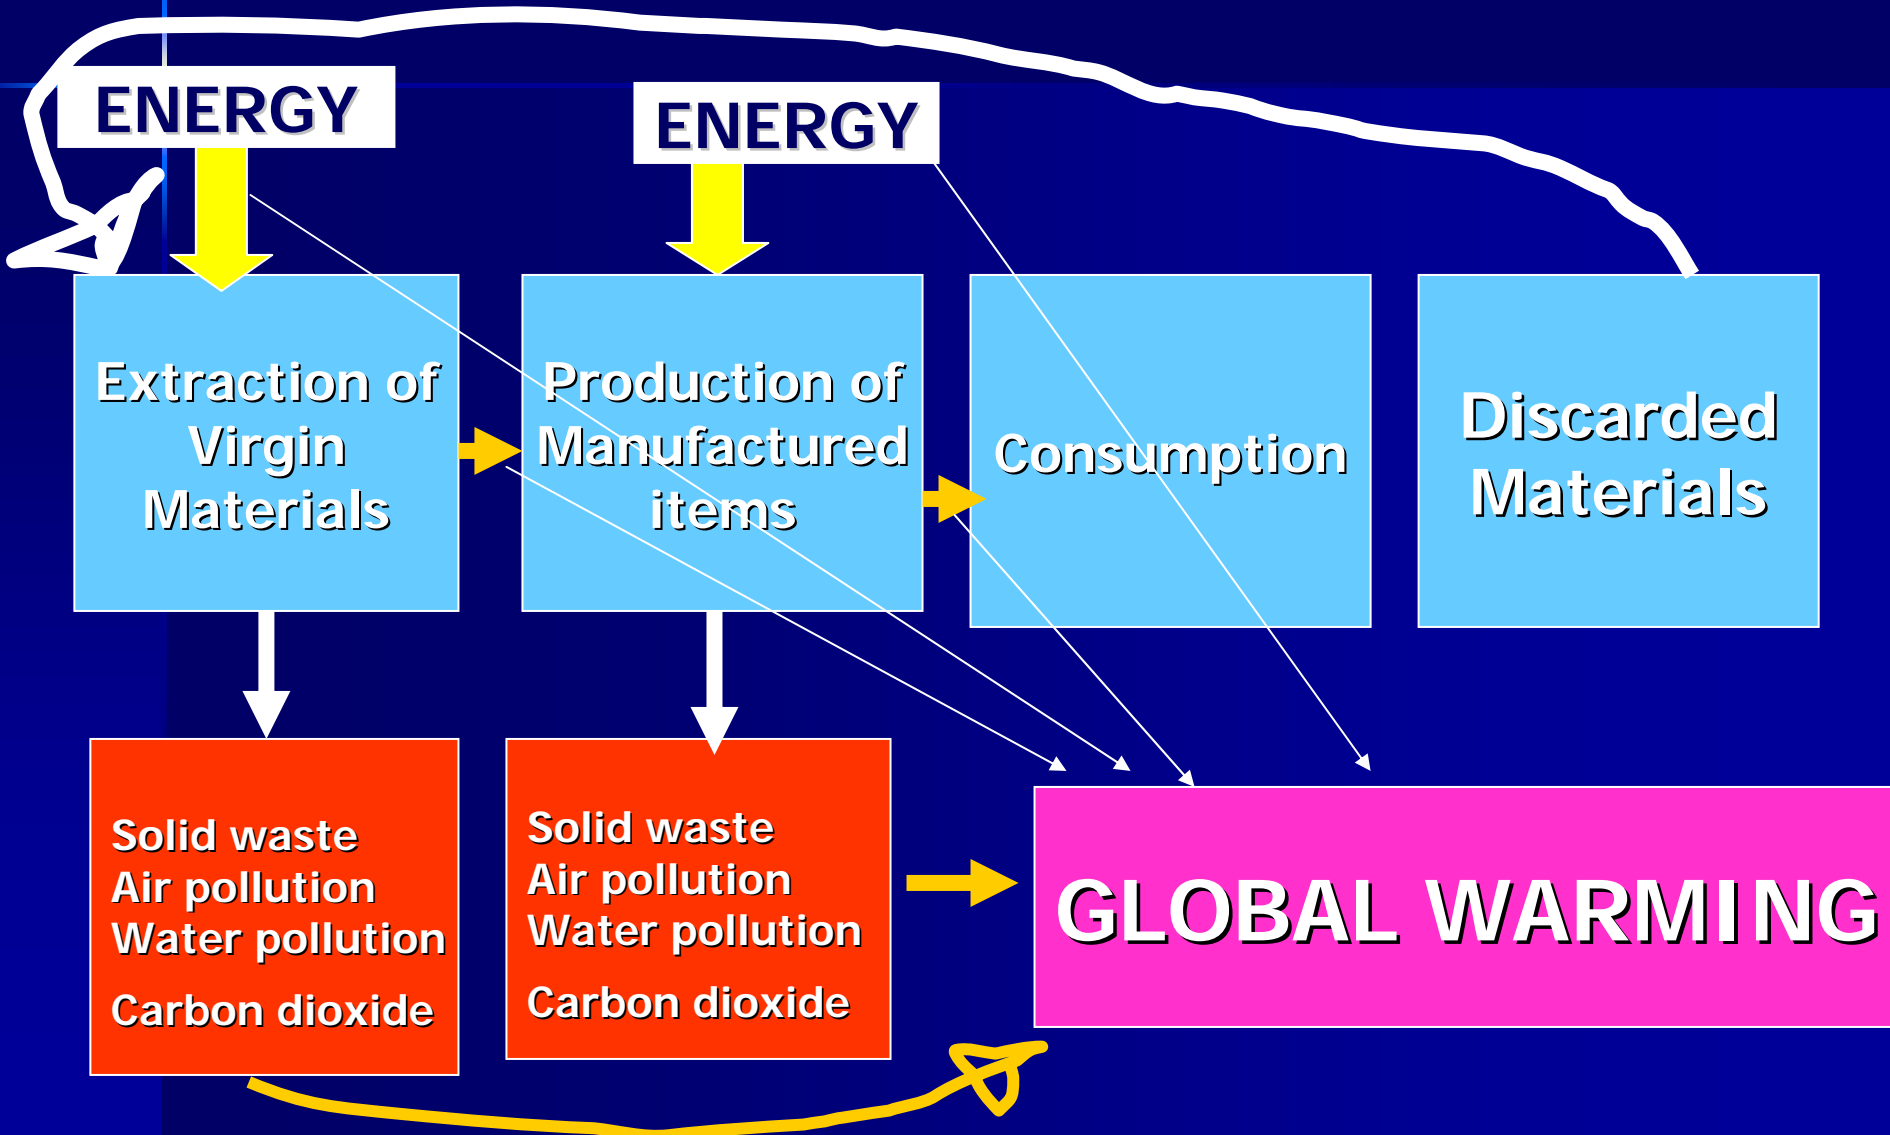 ENERGY
ENERGY
Extraction of
Virgin
Materials
Production of
Manufactured
items
Consumption
Discarded
Materials
Solid waste
Air pollution
Water pollution
Carbon dioxide
Solid waste
Air pollution
Water pollution
Carbon dioxide
GLOBAL WARMING